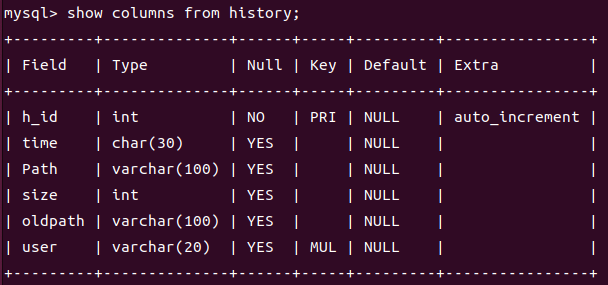 mysql> show columns from history;
+---------+--------------+------+-----+---------+----------------+
| Field   | Type         | Null | Key | Default | Extra          |
+---------+--------------+------+-----+---------+----------------+
| h_id    | int          | NO   | PRI | NULL    | auto_increment |
| time    | char(30)     | YES  |     | NULL    |                |
| Path    | varchar(100) | YES  |     | NULL    |                |
| size    | int          | YES  |     | NULL    |                |
| oldpath | varchar(100) | YES  |     | NULL    |                |
| user    | varchar(20)  | YES  | MUL | NULL    |                |
+---------+--------------+------+-----+---------+----------------+